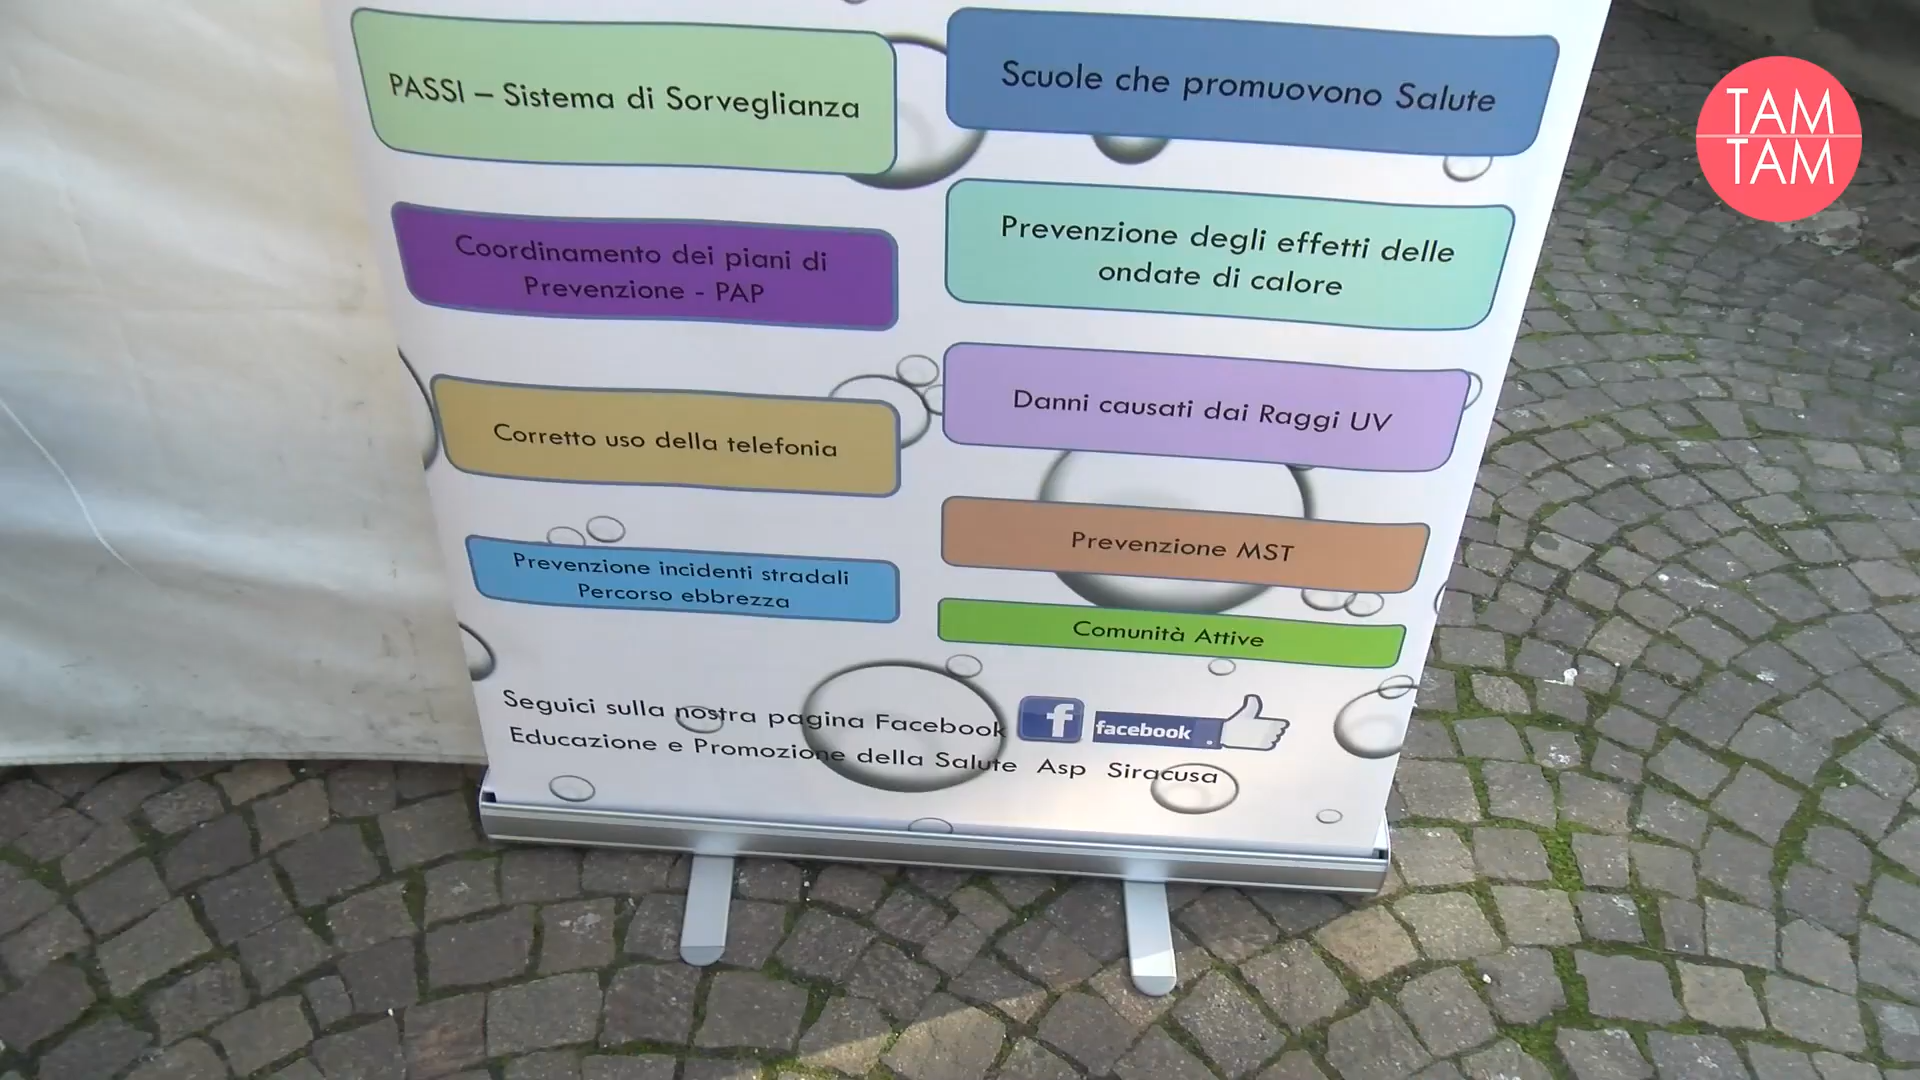 PASSI – Sistema di Sorveglianza
Coordinamento dei piani di
Prevenzione - PAP
Corretto uso della telefonia
Prevenzione incidenti stradali
Percorso ebbrezza
Scuole che promuovono Salute
Prevenzione degli effetti delle
ondate di calore
Danni causati dai Raggi UV
Prevenzione MST
Comunità Attive
Seguici sulla nostra pagina Facebook
f
facebook.
Educazione e Promozione della Salute Asp Siracusa
TAM
TAM